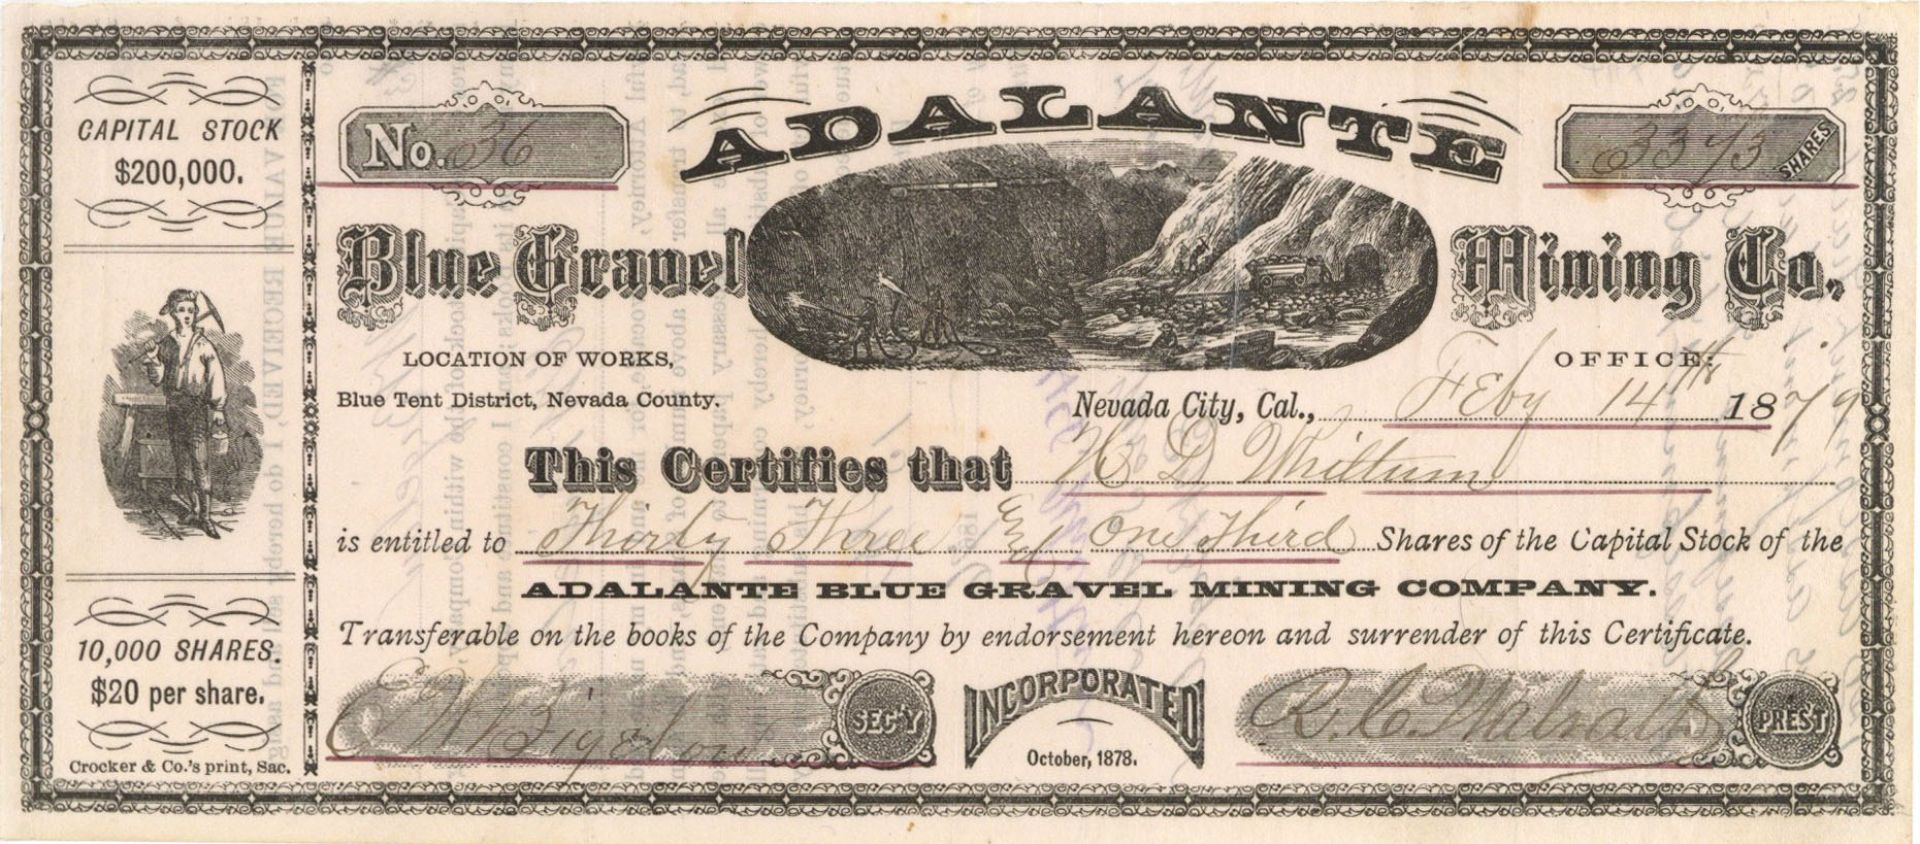 CAPITAL STOCK
$200,000.
10,000 SHARES.
$20 per share.
Crocker & Co.'s print, Sac.
No. 36
ADALANTE
33 1/3 SHARES
Blue Gravel Mining Co.,
LOCATION OF WORKS,
Blue Tent District, Nevada County.
OFFICE:
Nevada City, Cal., Feby 14th 1879
This Certifies that H D Whittum
is entitled to Thirty Three and One Third Shares of the Capital Stock of the
ADALANTE BLUE GRAVEL MINING COMPANY.
Transferable on the books of the Company by endorsement hereon and surrender of this Certificate.
E M Bigelow SEC'Y
INCORPORATED
October, 1878.
R. C. Walrath PREST